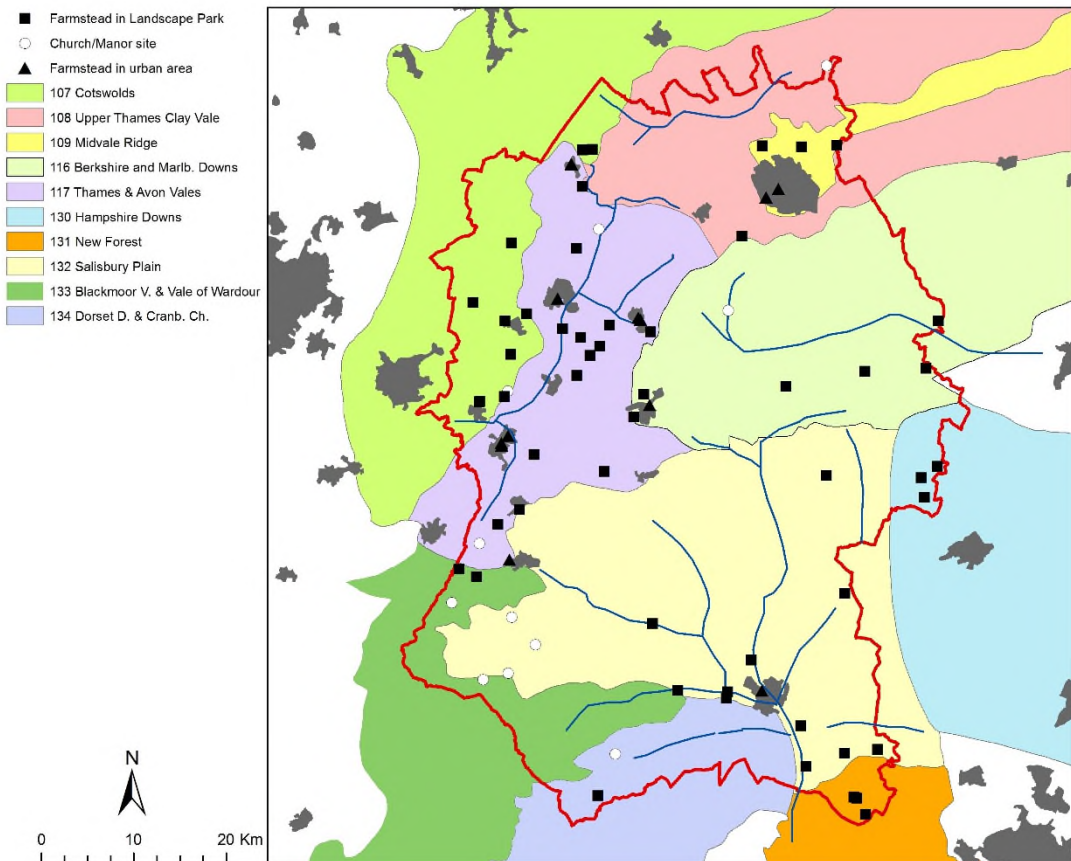 Farmstead in Landscape Park
Church/Manor site
Farmstead in urban area
107 Cotswolds
108 Upper Thames Clay Vale
109 Midvale Ridge
116 Berkshire and Marlb. Downs
117 Thames & Avon Vales
130 Hampshire Downs
131 New Forest
132 Salisbury Plain
133 Blackmoor V. & Vale of Wardour
134 Dorset D. & Cranb. Ch.
N
0 10 20 Km